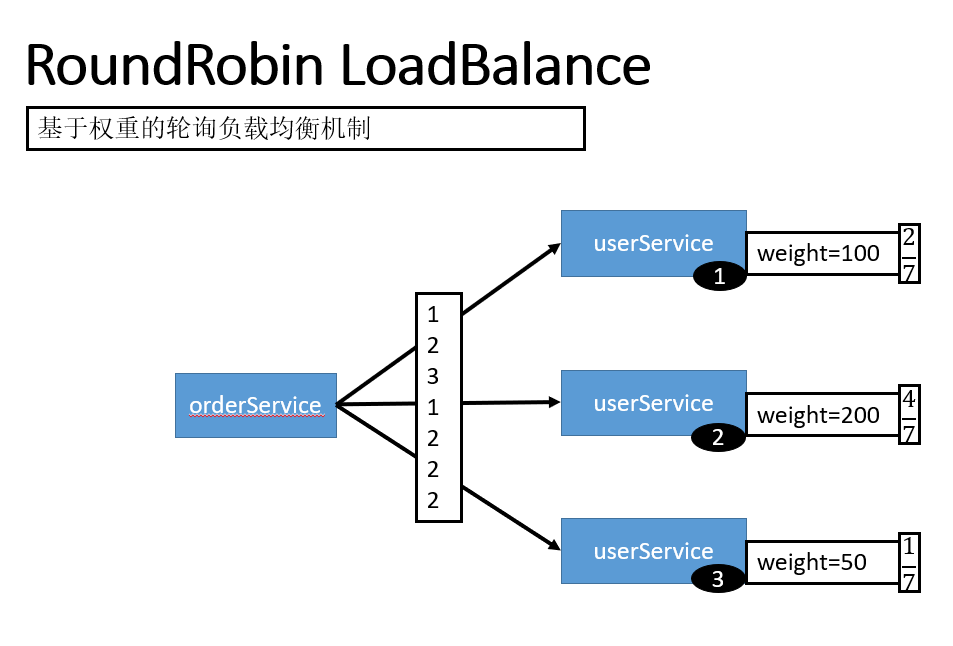 RoundRobin LoadBalance
基于权重的轮询负载均衡机制
userService
1
weight=100
2
7
1
2
3
1
2
2
2
orderService
userService
2
weight=200
4
7
userService
3
weight=50
1
7